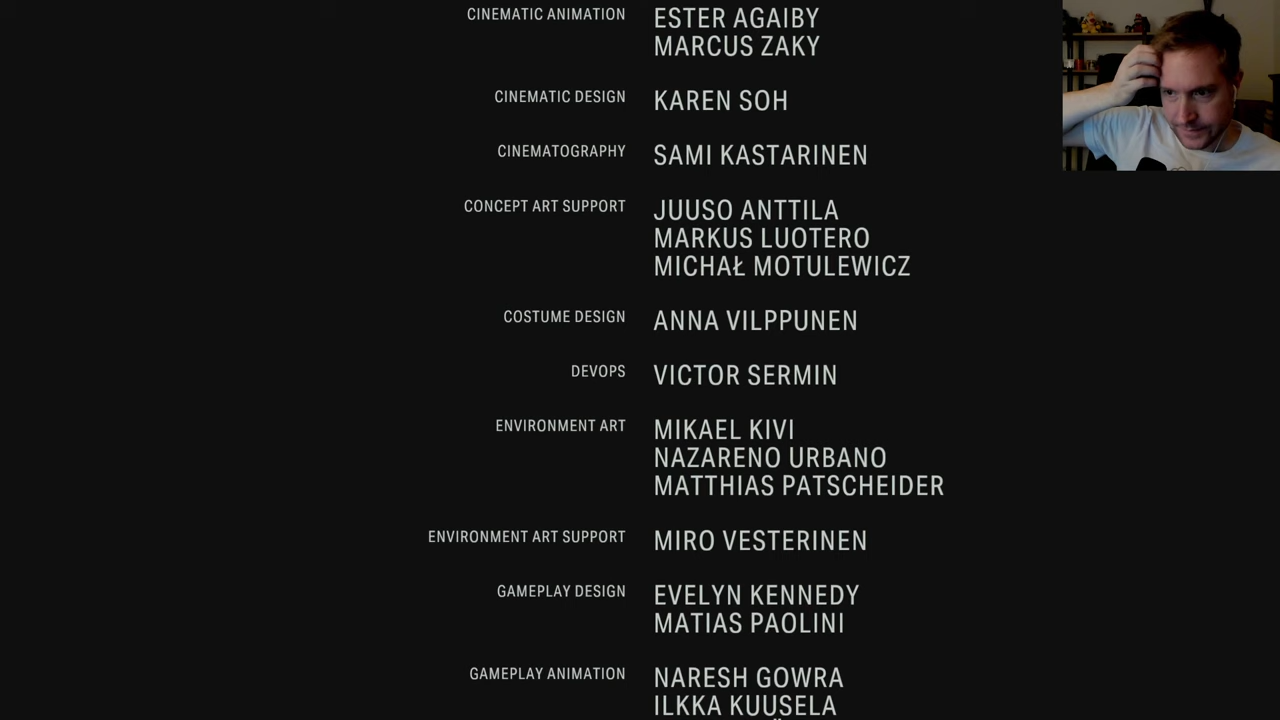 CINEMATIC ANIMATION ESTER AGAIBY
MARCUS ZAKY
CINEMATIC DESIGN KAREN SOH
CINEMATOGRAPHY SAMI KASTARINEN
CONCEPT ART SUPPORT JUUSO ANTTILA
MARKUS LUOTERO
MICHAŁ MOTULEWICZ
COSTUME DESIGN ANNA VILPPUNEN
DEVOPS VICTOR SERMIN
ENVIRONMENT ART MIKAEL KIVI
NAZARENO URBANO
MATTHIAS PATSCHEIDER
ENVIRONMENT ART SUPPORT MIRO VESTERINEN
GAMEPLAY DESIGN EVELYN KENNEDY
MATIAS PAOLINI
GAMEPLAY ANIMATION NARESH GOWRA
ILKKA KUUSELA